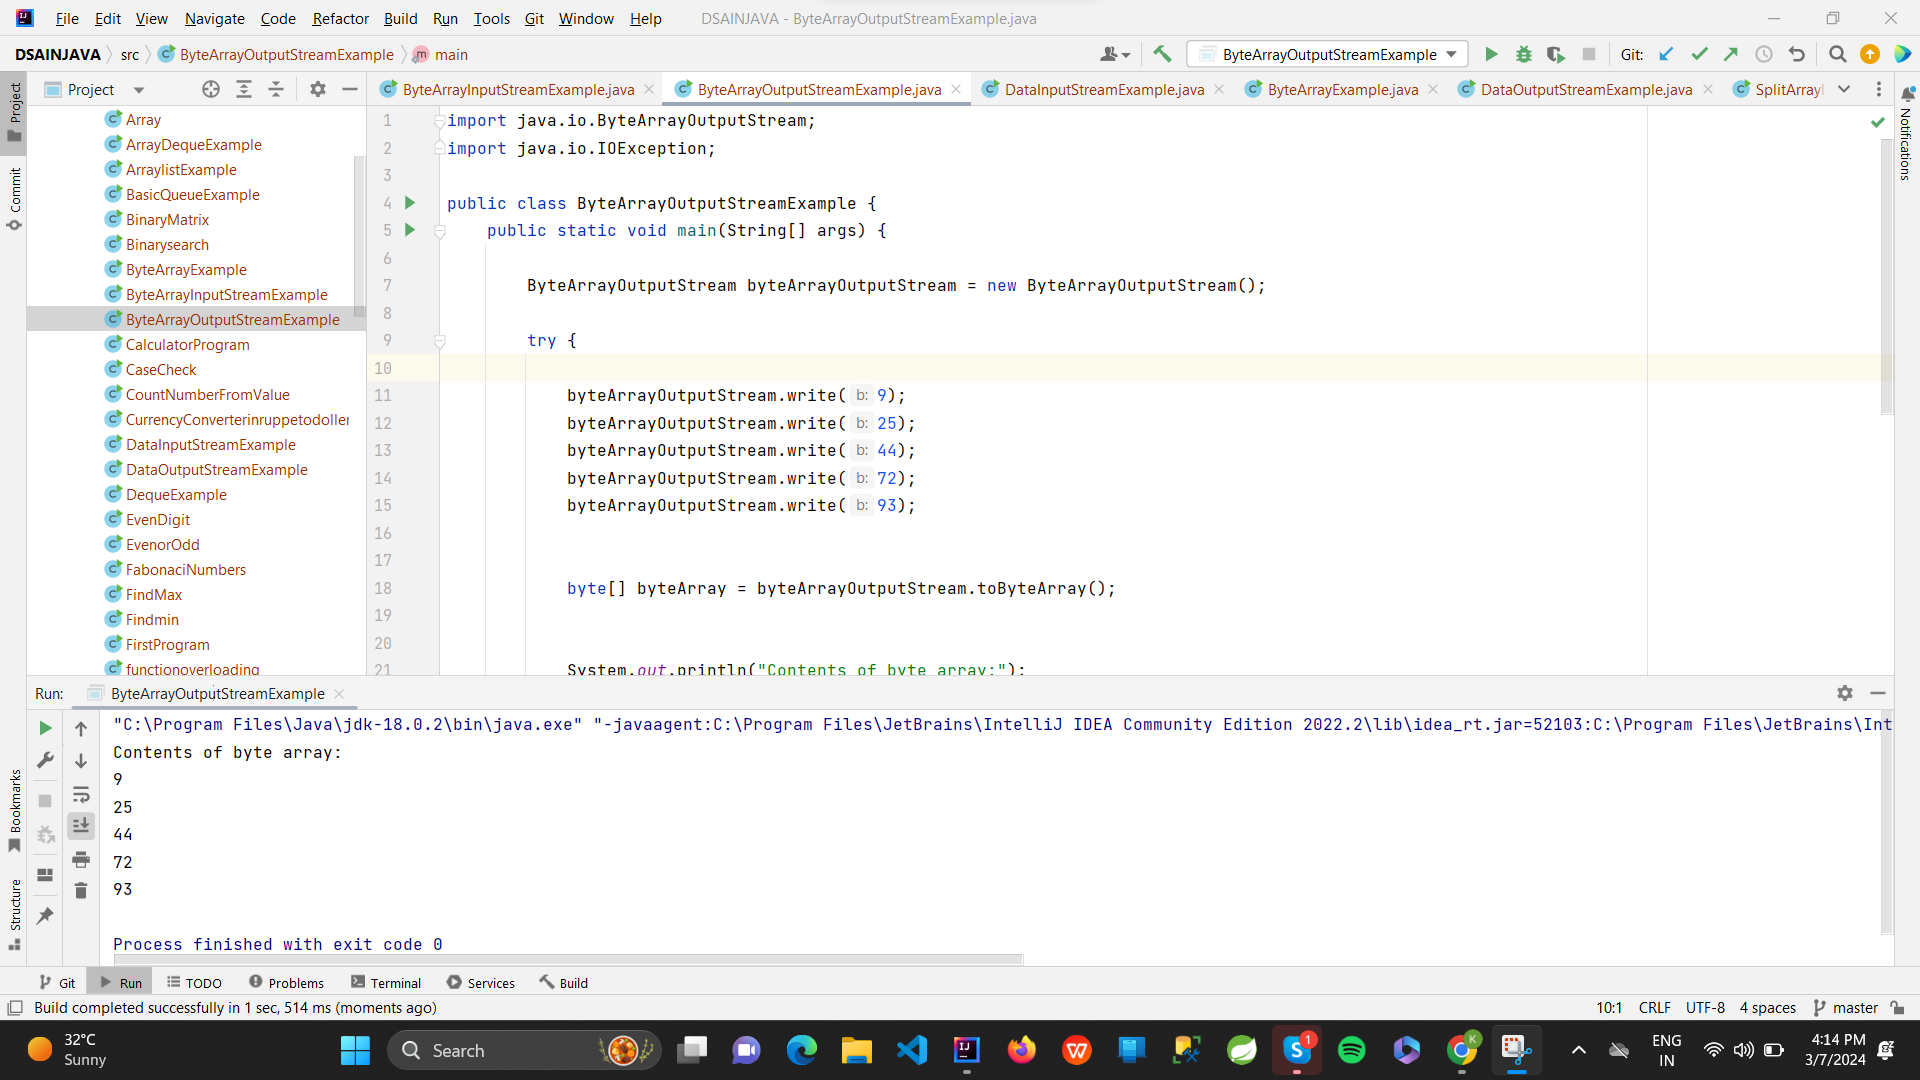 File Edit View Navigate Code Refactor Build Run Tools Git Window Help DSAINJAVA - ByteArrayOutputStreamExample.java
DSAINJAVA src ByteArrayOutputStreamExample main ByteArrayOutputStreamExample Git:
Project
ByteArrayInputStreamExample.java ByteArrayOutputStreamExample.java DataInputStreamExample.java ByteArrayExample.java DataOutputStreamExample.java SplitArrayI
Project
Commit
Bookmarks
Structure
Notifications
Array
ArrayDequeExample
ArraylistExample
BasicQueueExample
BinaryMatrix
Binarysearch
ByteArrayExample
ByteArrayInputStreamExample
ByteArrayOutputStreamExample
CalculatorProgram
CaseCheck
CountNumberFromValue
CurrencyConverterinruppetodoller
DataInputStreamExample
DataOutputStreamExample
DequeExample
EvenDigit
EvenorOdd
FabonaciNumbers
FindMax
Findmin
FirstProgram
functionoverloading
1 import java.io.ByteArrayOutputStream;
2 import java.io.IOException;
3
4 public class ByteArrayOutputStreamExample {
5 public static void main(String[] args) {
6
7 ByteArrayOutputStream byteArrayOutputStream = new ByteArrayOutputStream();
8
9 try {
10
11 byteArrayOutputStream.write( b: 9);
12 byteArrayOutputStream.write( b: 25);
13 byteArrayOutputStream.write( b: 44);
14 byteArrayOutputStream.write( b: 72);
15 byteArrayOutputStream.write( b: 93);
16
17
18 byte[] byteArray = byteArrayOutputStream.toByteArray();
19
20
21 System.out.println("Contents of byte array:");
Run: ByteArrayOutputStreamExample
"C:\Program Files\Java\jdk-18.0.2\bin\java.exe" "-javaagent:C:\Program Files\JetBrains\IntelliJ IDEA Community Edition 2022.2\lib\idea_rt.jar=52103:C:\Program Files\JetBrains\Int
Contents of byte array:
9
25
44
72
93
Process finished with exit code 0
Git Run TODO Problems Terminal Services Build
Build completed successfully in 1 sec, 514 ms (moments ago) 10:1 CRLF UTF-8 4 spaces master
32°C
Sunny
Search
1
K
ENG
IN
4:14 PM
3/7/2024